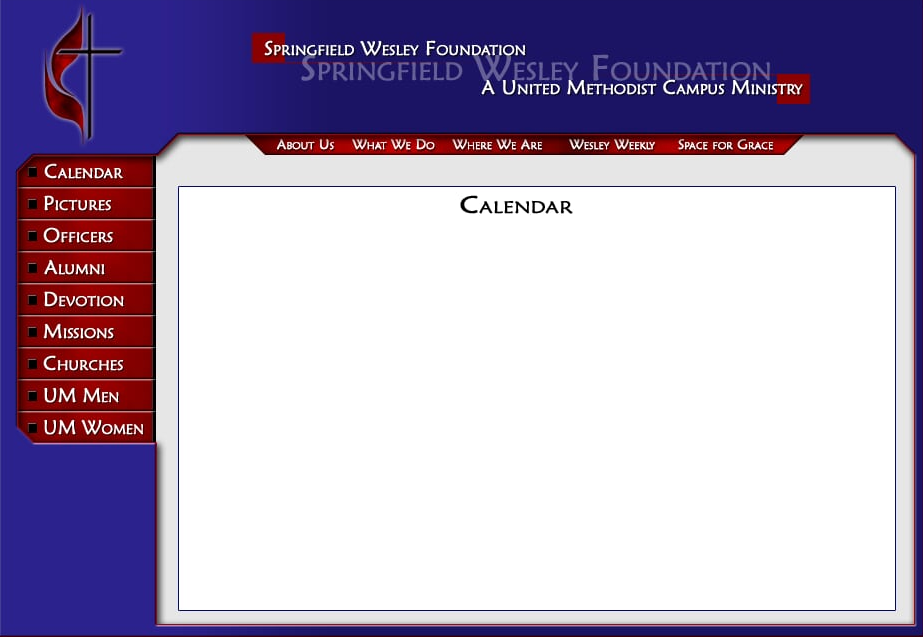 Springfield Wesley Foundation
Springfield Wesley Foundation
A United Methodist Campus Ministry
About Us What We Do Where We Are Wesley Weekly Space for Grace
Calendar
Pictures
Officers
Alumni
Devotion
Missions
Churches
UM Men
UM Women
Calendar